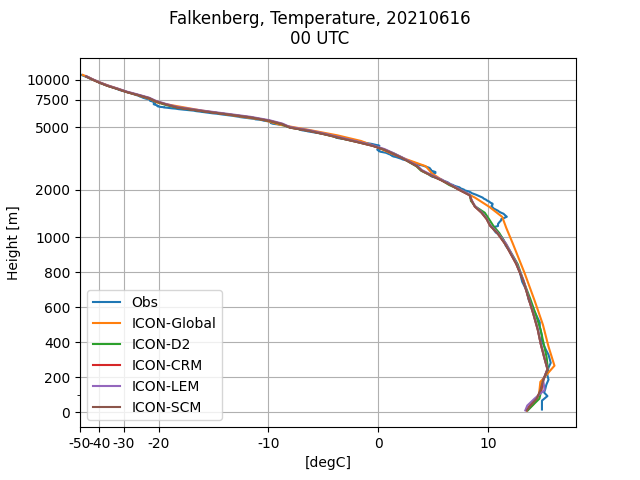 Falkenberg, Temperature, 20210616
00 UTC
Height [m]
10000
7500
5000
2000
1000
800
600
400
200
0
Obs
ICON-Global
ICON-D2
ICON-CRM
ICON-LEM
ICON-SCM
-50 -40 -30 -20 -10 0 10
[degC]